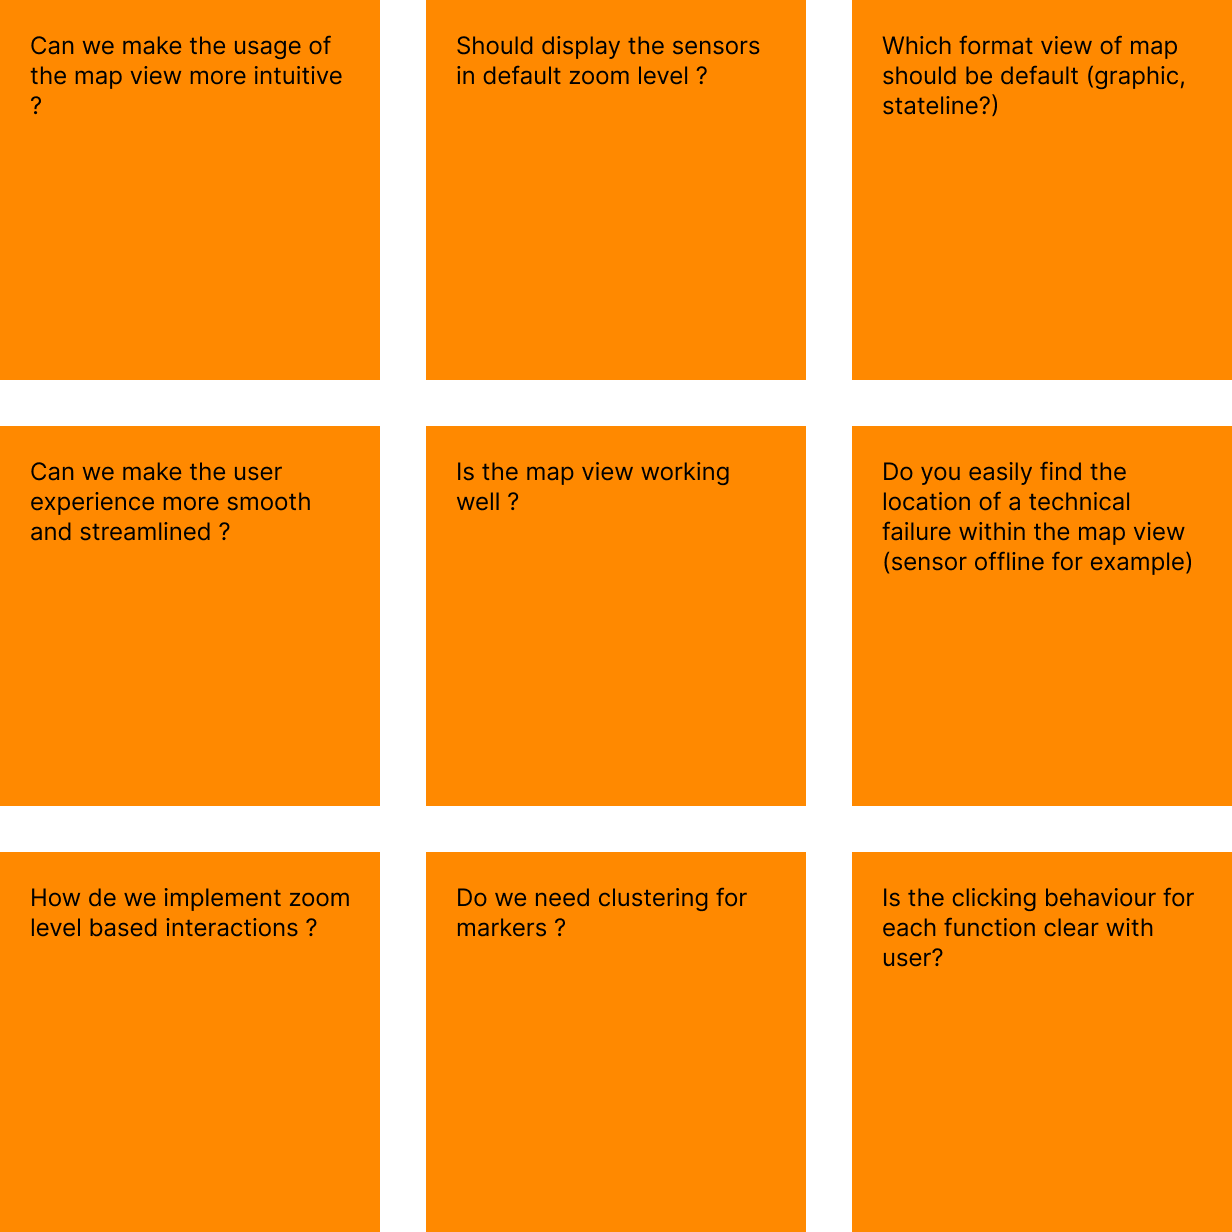 Can we make the usage of
the map view more intuitive
?
Should display the sensors
in default zoom level ?
Which format view of map
should be default (graphic,
stateline?)
Can we make the user
experience more smooth
and streamlined ?
Is the map view working
well ?
Do you easily find the
location of a technical
failure within the map view
(sensor offline for example)
How de we implement zoom
level based interactions ?
Do we need clustering for
markers ?
Is the clicking behaviour for
each function clear with
user?